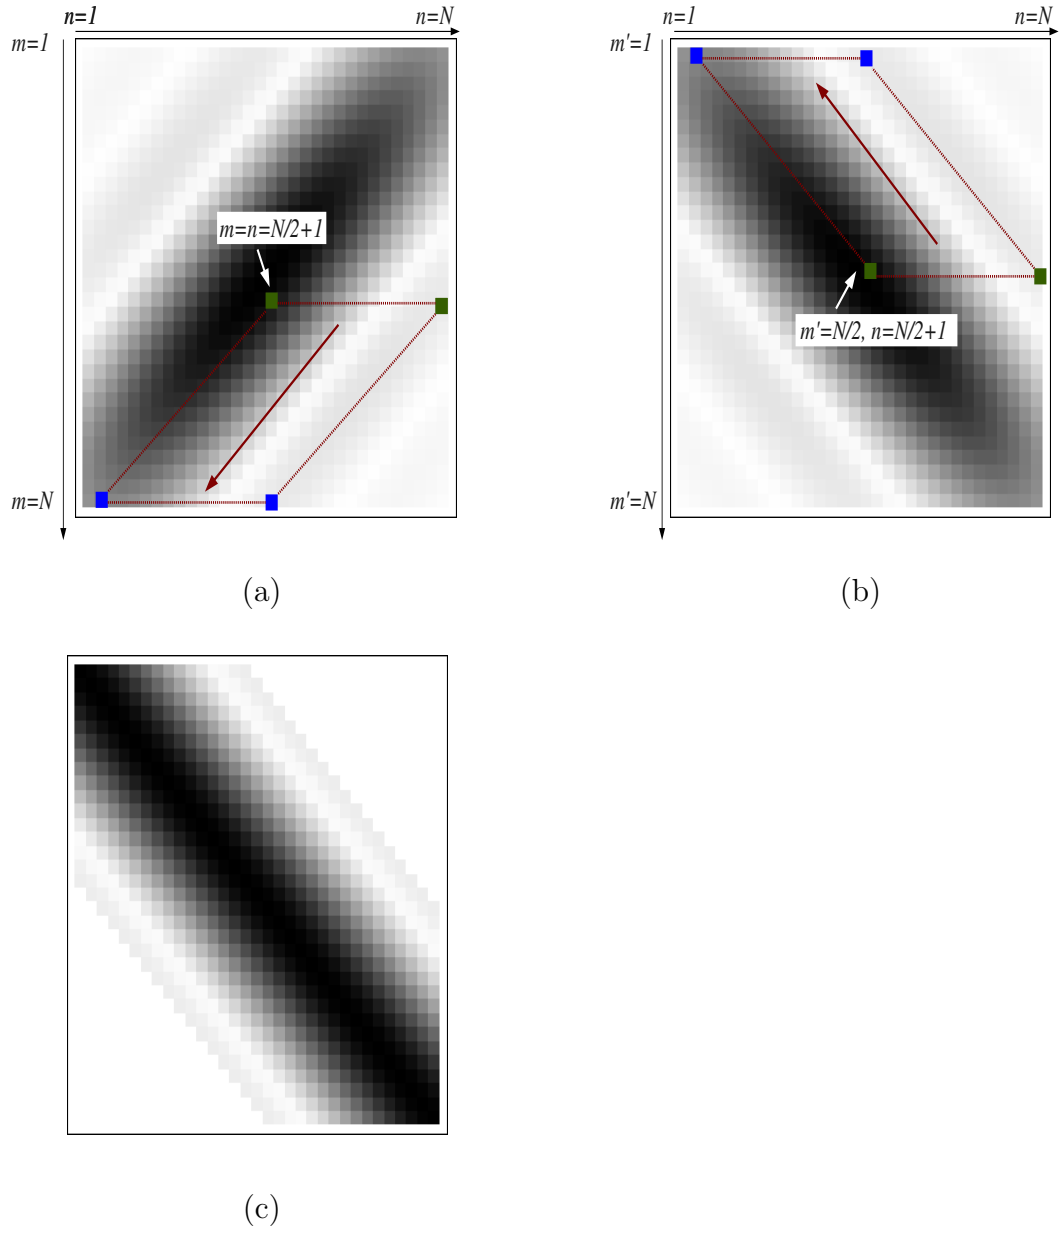 n=1 n=N
m=1
m=n=N/2+1
m=N
(a)
n=1 n=N
m'=1
m'=N/2, n=N/2+1
m'=N
(b)
(c)